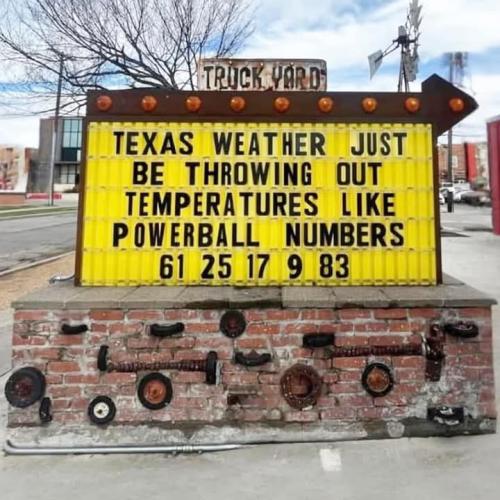 TRUCK YARD
TEXAS WEATHER JUST
BE THROWING OUT
TEMPERATURES LIKE
POWERBALL NUMBERS
61 25 17 9 83